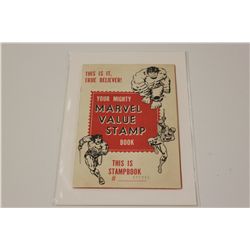 THIS IS IT,
TRUE BELIEVER!
YOUR MIGHTY
MARVEL
VALUE
STAMP
BOOK
THIS IS
STAMPBOOK
#